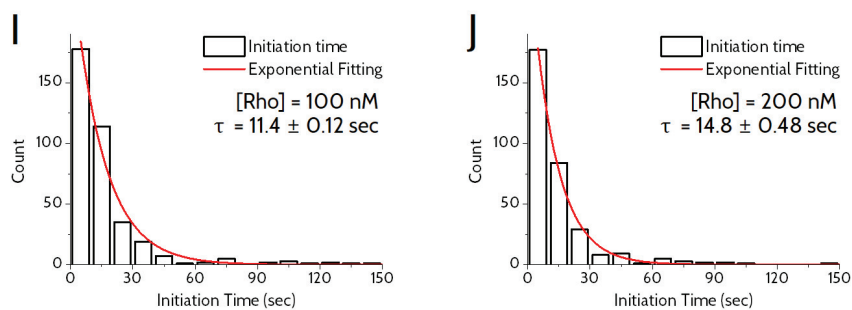 I
Initiation time
Exponential Fitting
[Rho] = 100 nM
τ = 11.4 ± 0.12 sec
Count
150
100
50
0
0 30 60 90 120 150
Initiation Time (sec)
J
Initiation time
Exponential Fitting
[Rho] = 200 nM
τ = 14.8 ± 0.48 sec
Count
150
100
50
0
0 30 60 90 120 150
Initiation Time (sec)